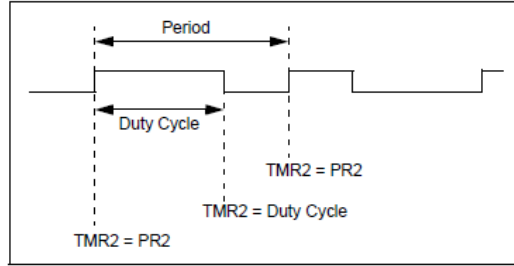 Period
Duty Cycle
TMR2 = PR2
TMR2 = Duty Cycle
TMR2 = PR2